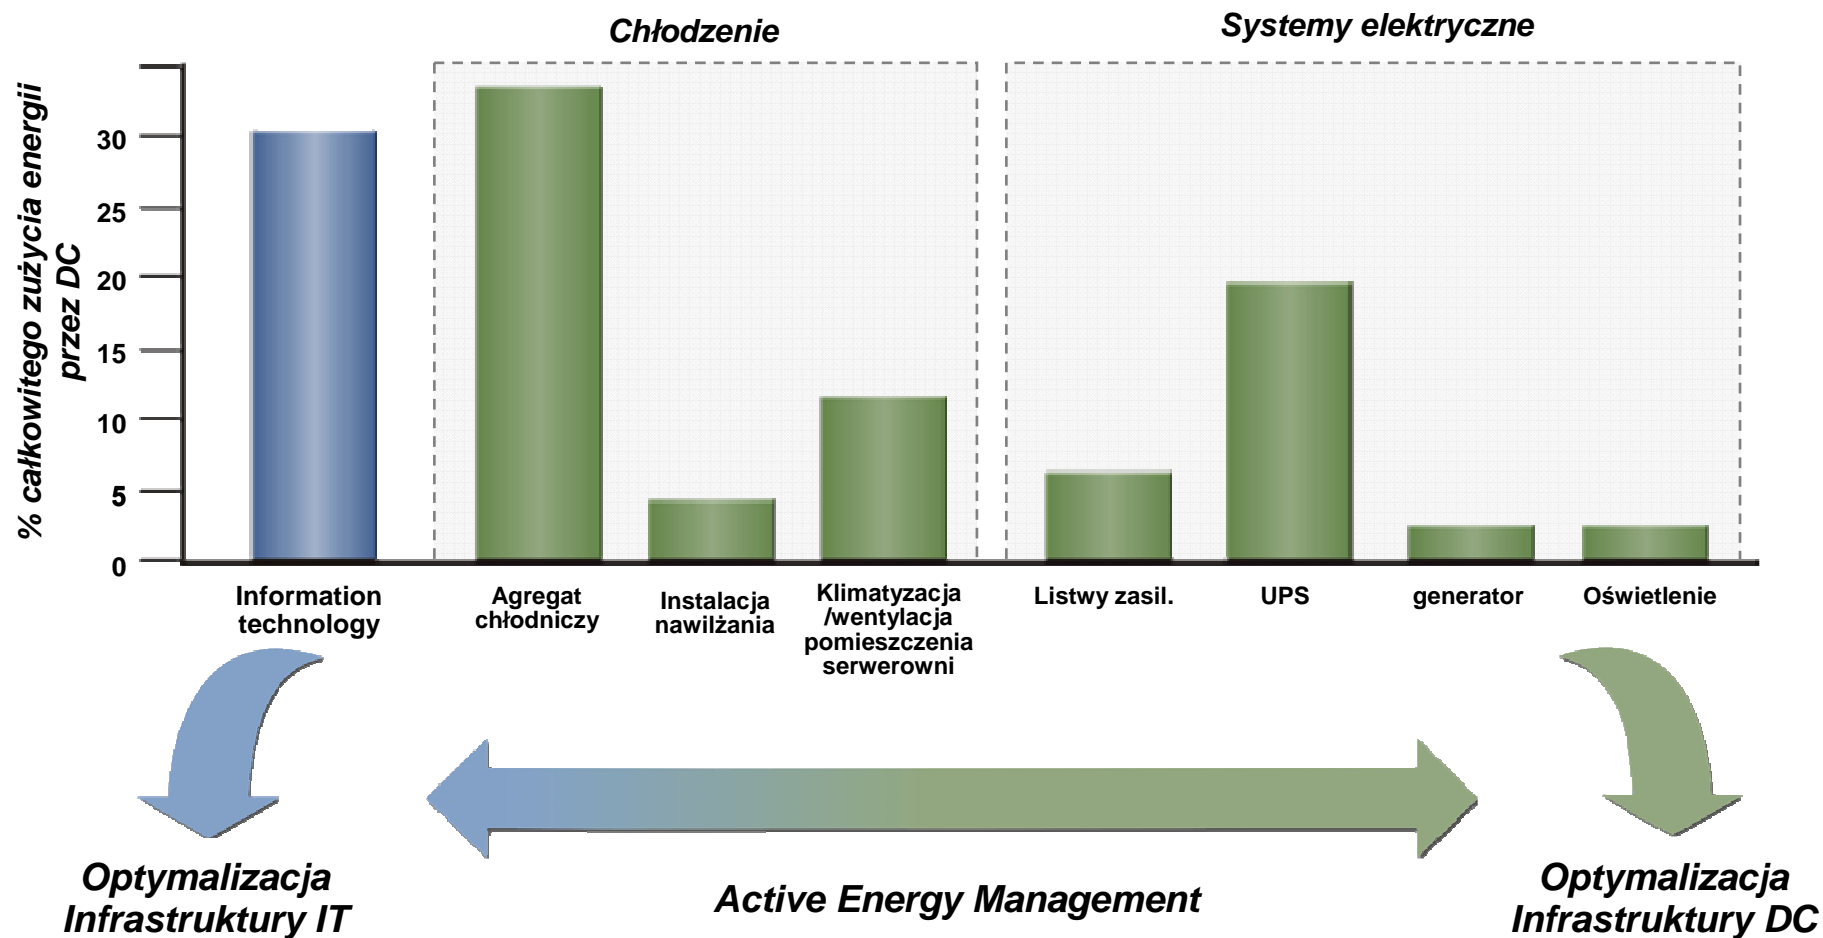 Chłodzenie
Systemy elektryczne
% całkowitego zużycia energii
przez DC
30
25
20
15
10
5
0
Information
technology
Agregat
chłodniczy
Instalacja
nawilżania
Klimatyzacja
/wentylacja
pomieszczenia
serwerowni
Listwy zasil.
UPS
generator
Oświetlenie
Optymalizacja
Infrastruktury IT
Active Energy Management
Optymalizacja
Infrastruktury DC